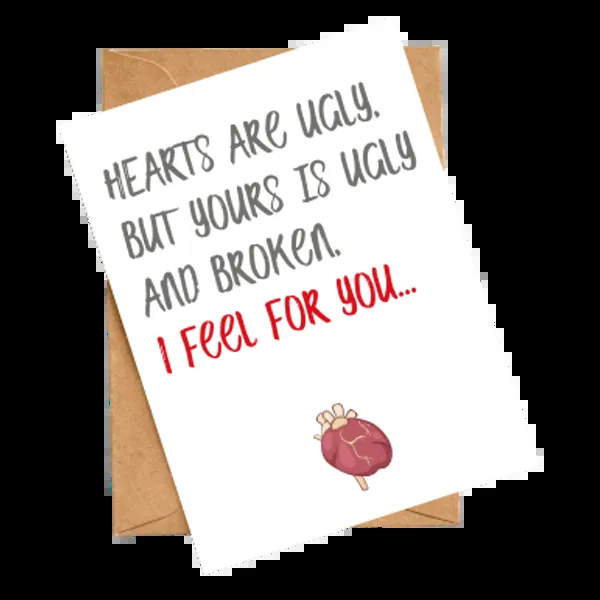 HEARTS ARE UGLY.
BUT YOURS IS UGLY
AND BROKEN.
I FEEL FOR YOU...